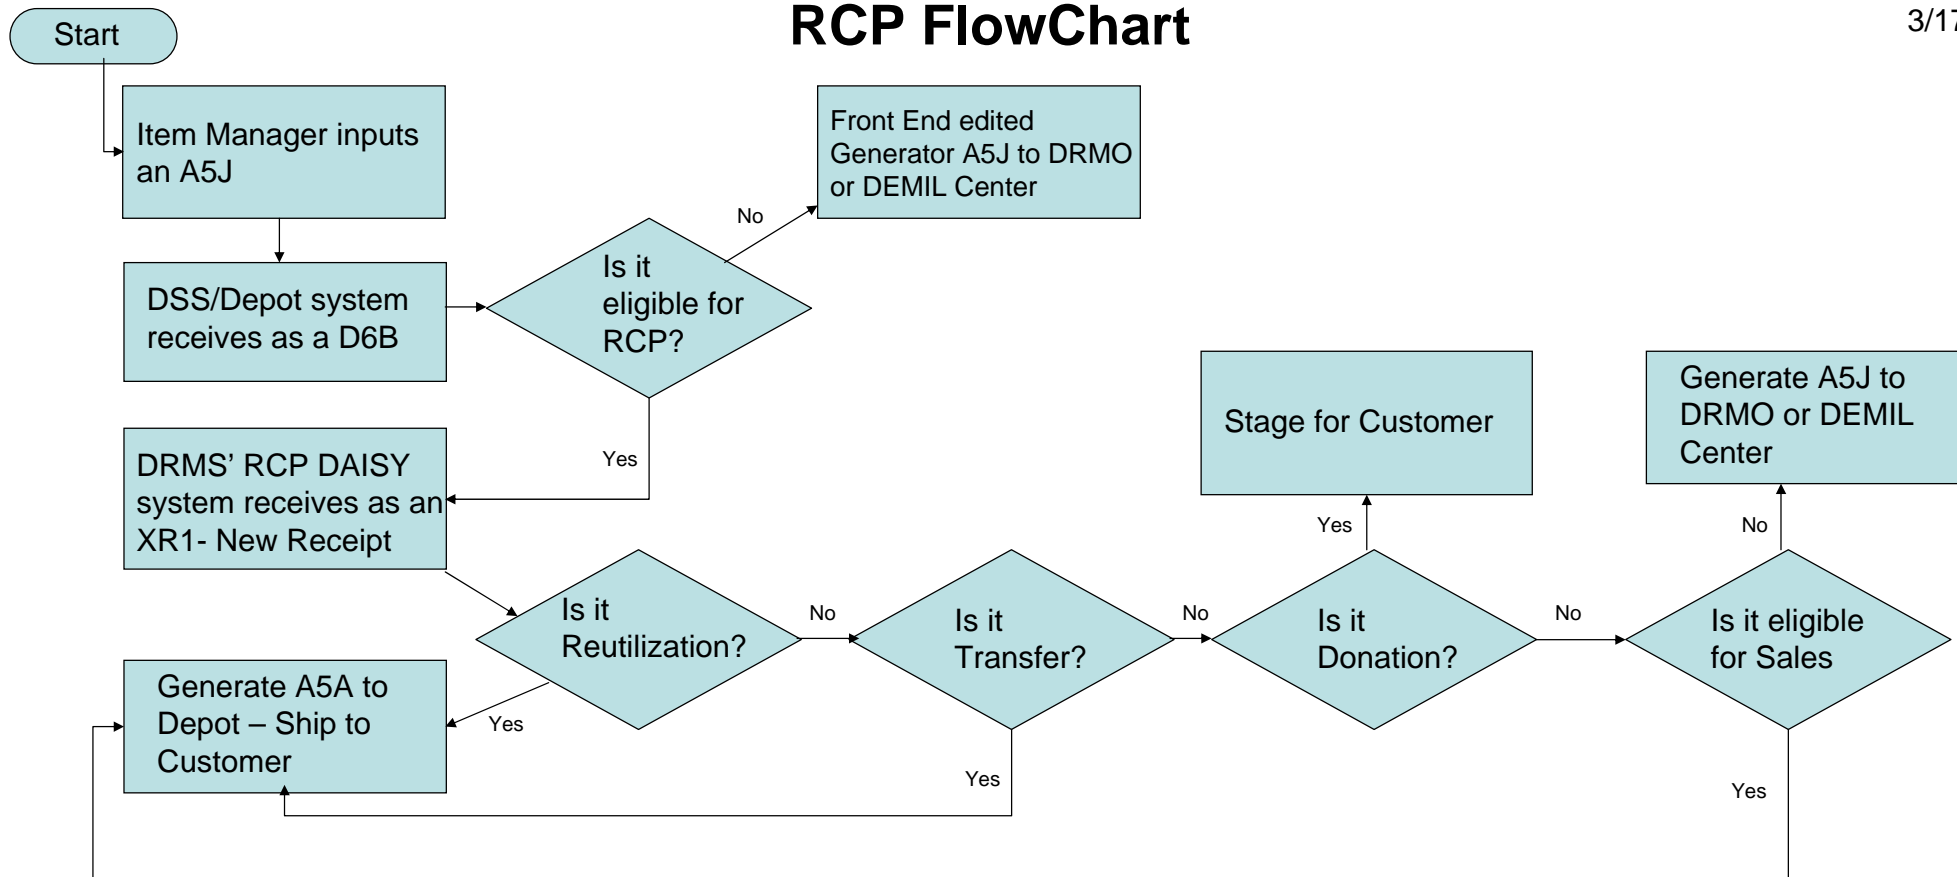 RCP FlowChart
3/17
Start
Item Manager inputs
an A5J
Front End edited
Generator A5J to DRMO
or DEMIL Center
No
DSS/Depot system
receives as a D6B
Is it
eligible for
RCP?
Yes
DRMS’ RCP DAISY
system receives as an
XR1- New Receipt
Stage for Customer
Generate A5J to
DRMO or DEMIL
Center
Yes
No
Is it
Reutilization?
No
Is it
Transfer?
No
Is it
Donation?
No
Is it eligible
for Sales
Generate A5A to
Depot – Ship to
Customer
Yes
Yes
Yes